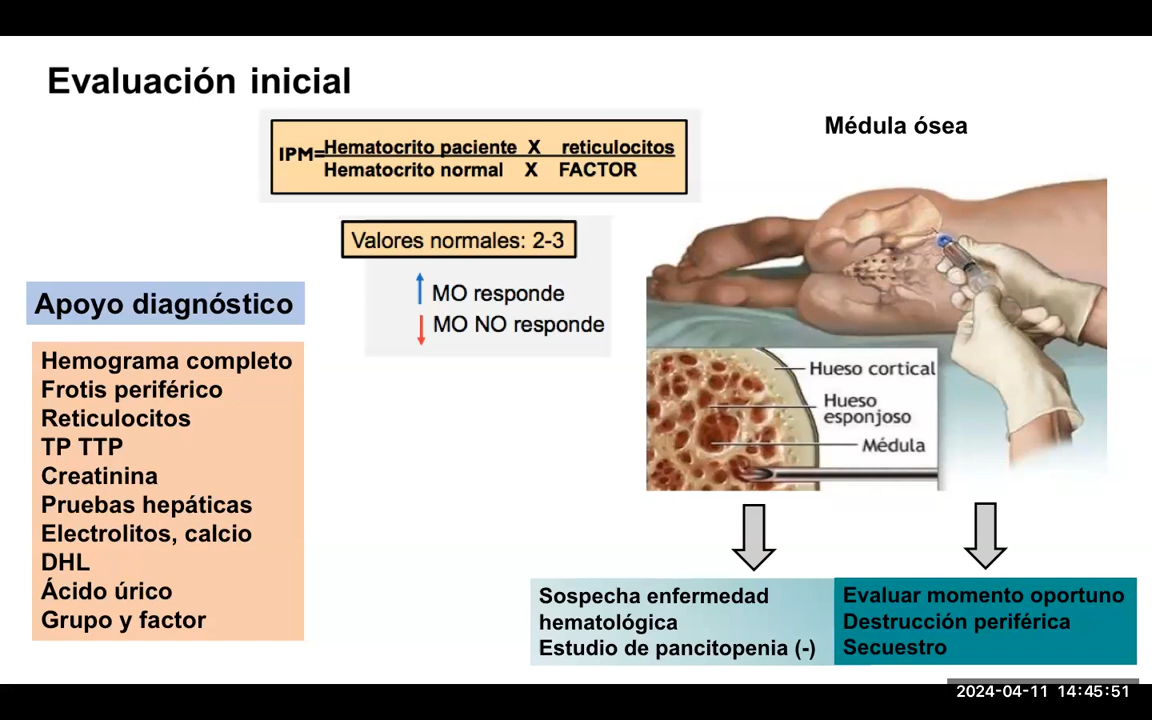 Evaluación inicial
IPM=Hematocrito paciente X reticulocitos
Hematocrito normal X FACTOR
Valores normales: 2-3
MO responde
MO NO responde
Apoyo diagnóstico
Hemograma completo
Frotis periférico
Reticulocitos
TP TTP
Creatinina
Pruebas hepáticas
Electrolitos, calcio
DHL
Ácido úrico
Grupo y factor
Médula ósea
Hueso cortical
Hueso
esponjoso
Médula
Sospecha enfermedad
hematológica
Estudio de pancitopenia (-)
Evaluar momento oportuno
Destrucción periférica
Secuestro
2024-04-11 14:45:51